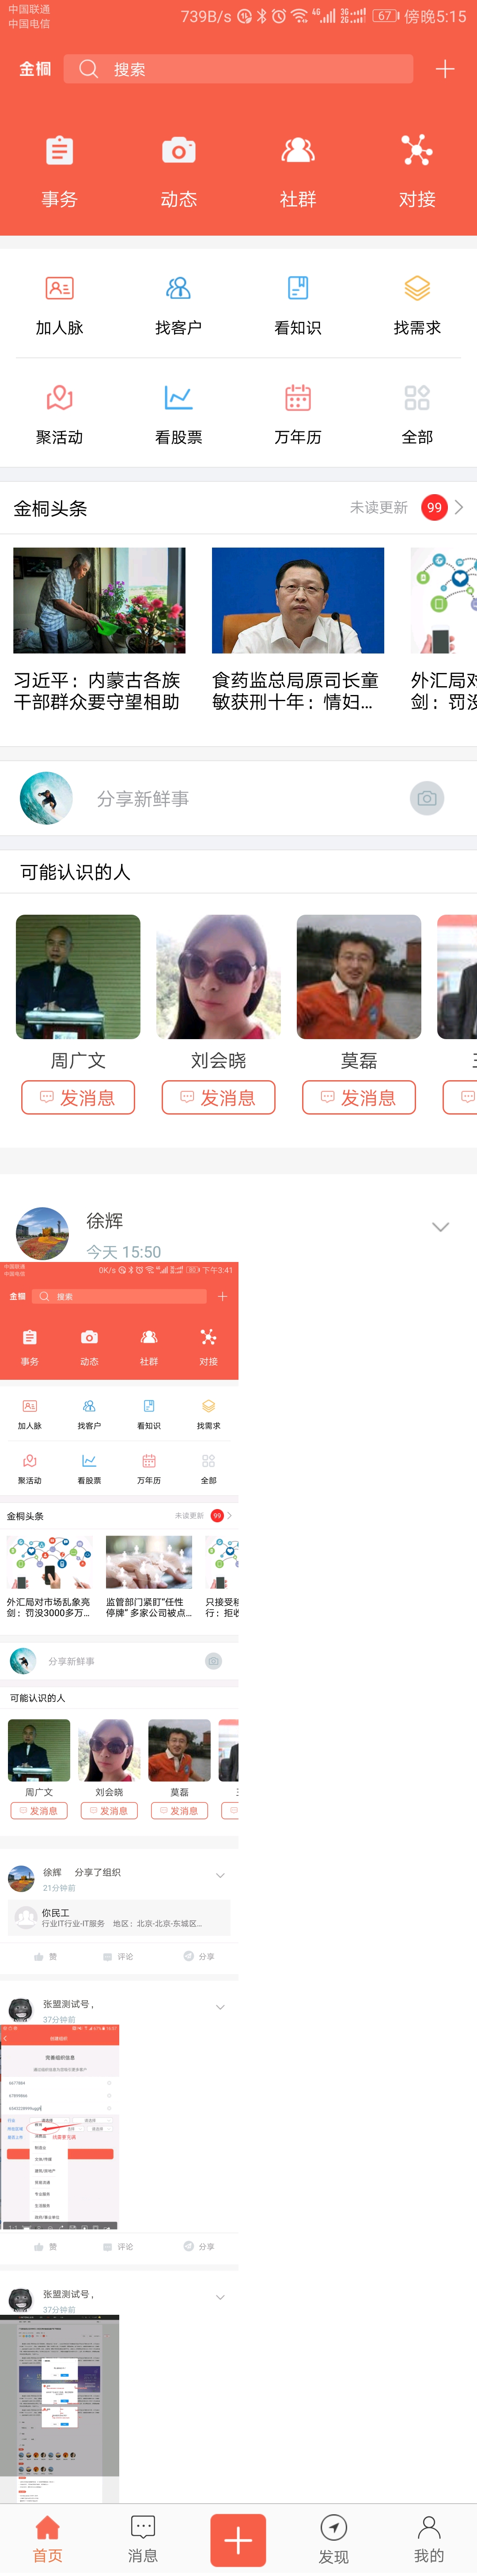 中国联通
中国电信
739B/s 67 傍晚5:15
金桐 搜索
事务 动态 社群 对接
加人脉 找客户 看知识 找需求
聚活动 看股票 万年历 全部
金桐头条 未读更新 99
习近平：内蒙古各族
干部群众要守望相助
食药监总局原司长童
敏获刑十年：情妇...
外汇局对
剑：罚没
分享新鲜事
可能认识的人
周广文 刘会晓 莫磊
发消息 发消息 发消息
徐辉
今天 15:50
中国联通
中国电信
0K/s 下午3:41
金桐 搜索
事务 动态 社群 对接
加人脉 找客户 看知识 找需求
聚活动 看股票 万年历 全部
金桐头条 未读更新 99
外汇局对市场乱象亮
剑：罚没3000多万...
监管部门紧盯“任性
停牌” 多家公司被点...
只接受移
行：拒收
分享新鲜事
可能认识的人
周广文 刘会晓 莫磊
发消息 发消息 发消息
徐辉 分享了组织
21分钟前
你民工
行业IT行业-IT服务 地区：北京-北京-东城区...
赞 评论 分享
张盟测试号，
37分钟前
完善组织信息
赞 评论 分享
张盟测试号，
37分钟前
首页 消息 发现 我的